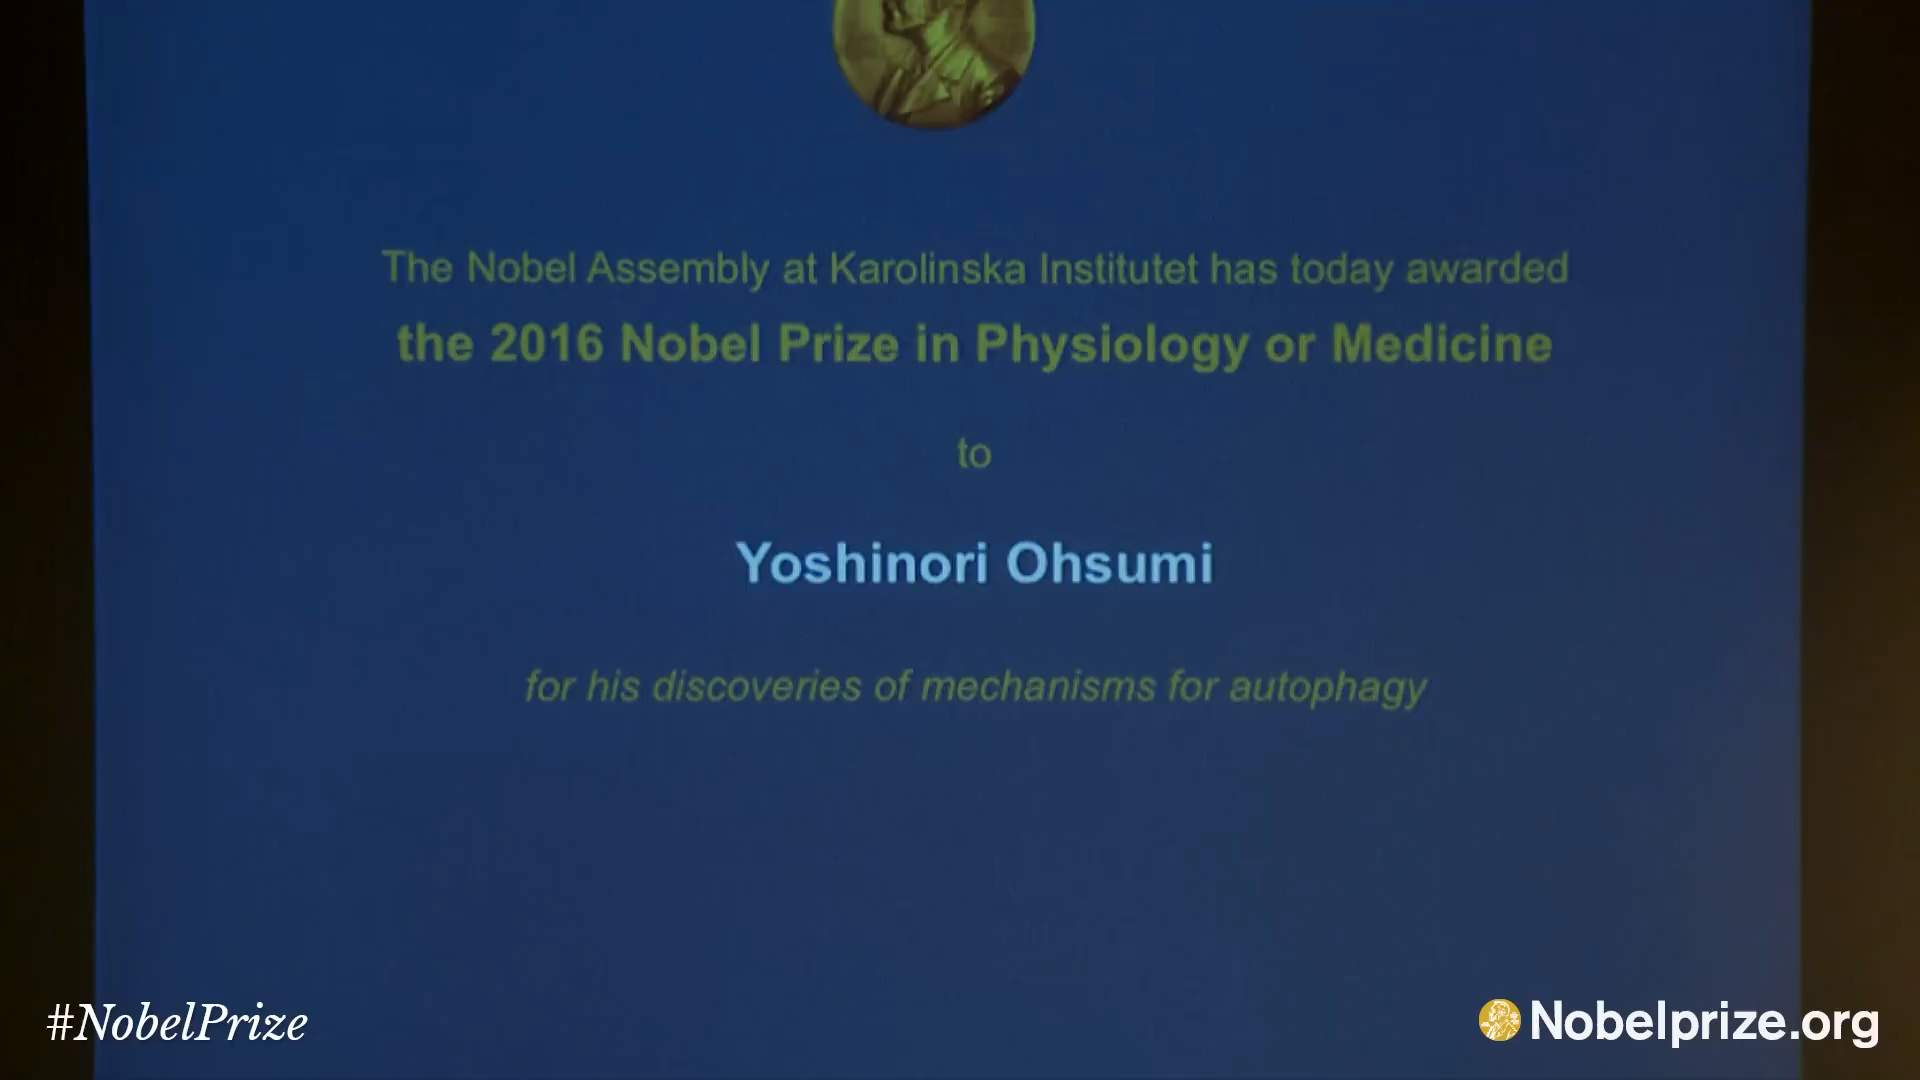 The Nobel Assembly at Karolinska Institutet has today awarded
the 2016 Nobel Prize in Physiology or Medicine
to
Yoshinori Ohsumi
for his discoveries of mechanisms for autophagy
#NobelPrize
Nobelprize.org